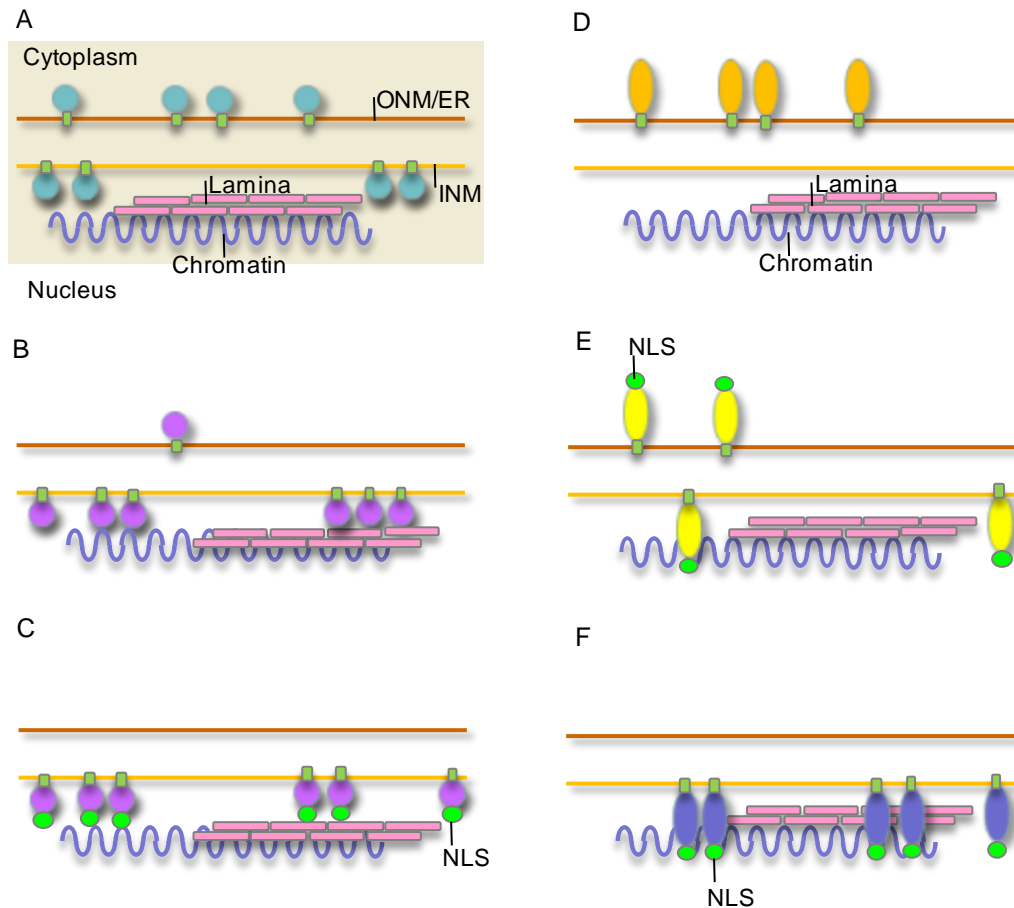 A
Cytoplasm
ONM/ER
Lamina
INM
Chromatin
Nucleus
B
C
NLS
D
Lamina
Chromatin
E
NLS
F
NLS